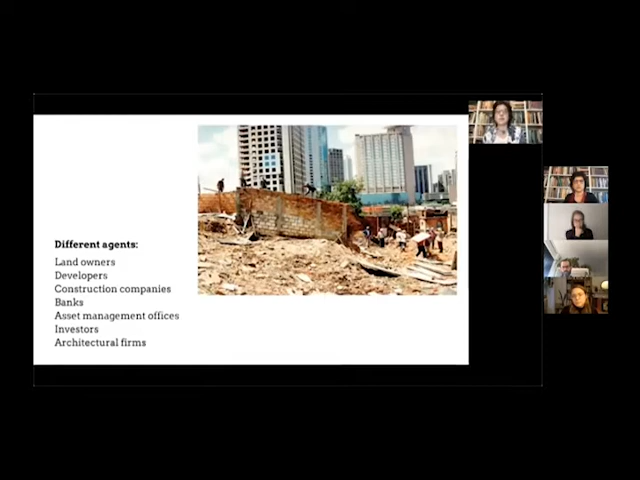 Different agents:
Land owners
Developers
Construction companies
Banks
Asset management offices
Investors
Architectural firms